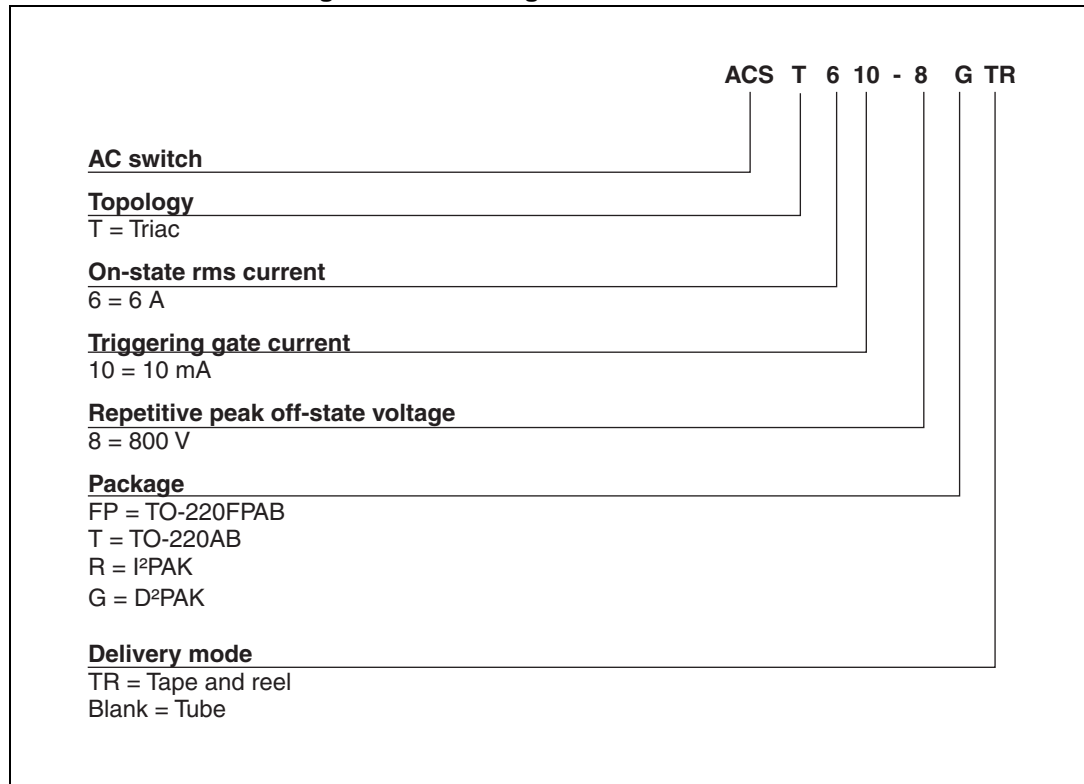 ACS T 6 10 - 8 G TR
AC switch
Topology
T = Triac
On-state rms current
6 = 6 A
Triggering gate current
10 = 10 mA
Repetitive peak off-state voltage
8 = 800 V
Package
FP = TO-220FPAB
T = TO-220AB
R = I²PAK
G = D²PAK
Delivery mode
TR = Tape and reel
Blank = Tube